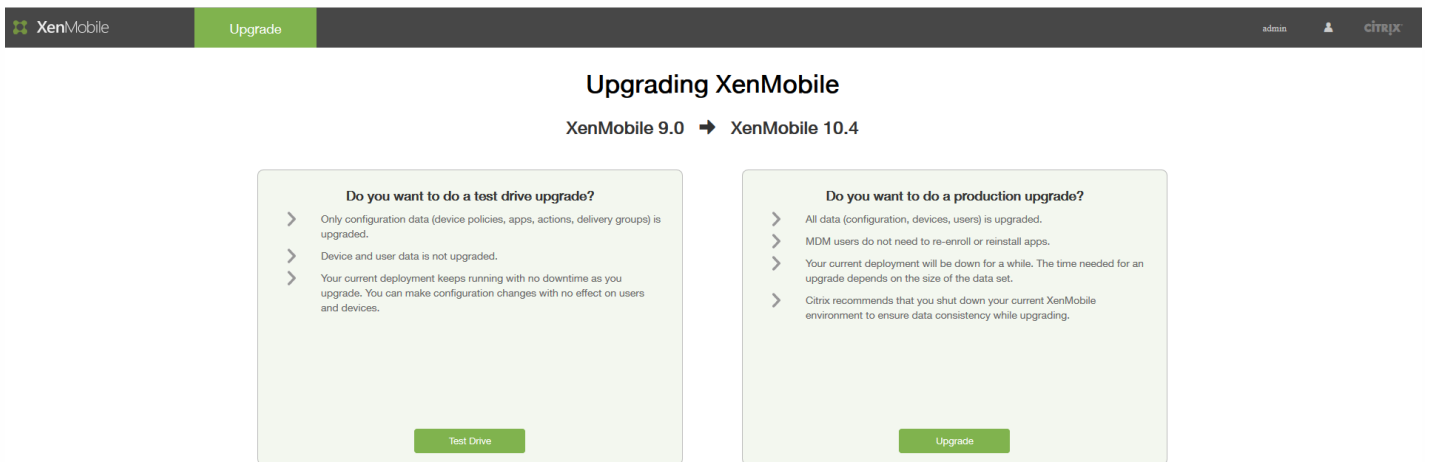 XenMobile
Upgrade
admin
CİTRIX
Upgrading XenMobile
XenMobile 9.0 ➔ XenMobile 10.4
Do you want to do a test drive upgrade?
Only configuration data (device policies, apps, actions, delivery groups) is
upgraded.
Device and user data is not upgraded.
Your current deployment keeps running with no downtime as you
upgrade. You can make configuration changes with no effect on users
and devices.
Test Drive
Do you want to do a production upgrade?
All data (configuration, devices, users) is upgraded.
MDM users do not need to re-enroll or reinstall apps.
Your current deployment will be down for a while. The time needed for an
upgrade depends on the size of the data set.
Citrix recommends that you shut down your current XenMobile
environment to ensure data consistency while upgrading.
Upgrade